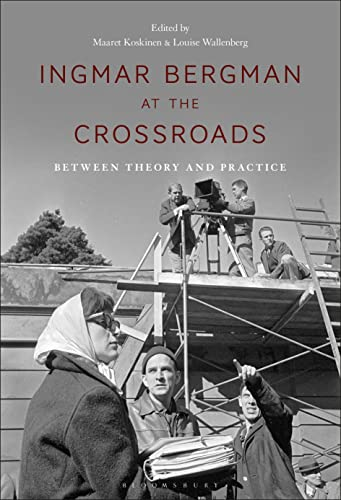 Edited by
Maaret Koskinen & Louise Wallenberg
INGMAR BERGMAN
AT THE
CROSSROADS
BETWEEN THEORY AND PRACTICE
BLOOMSBURY